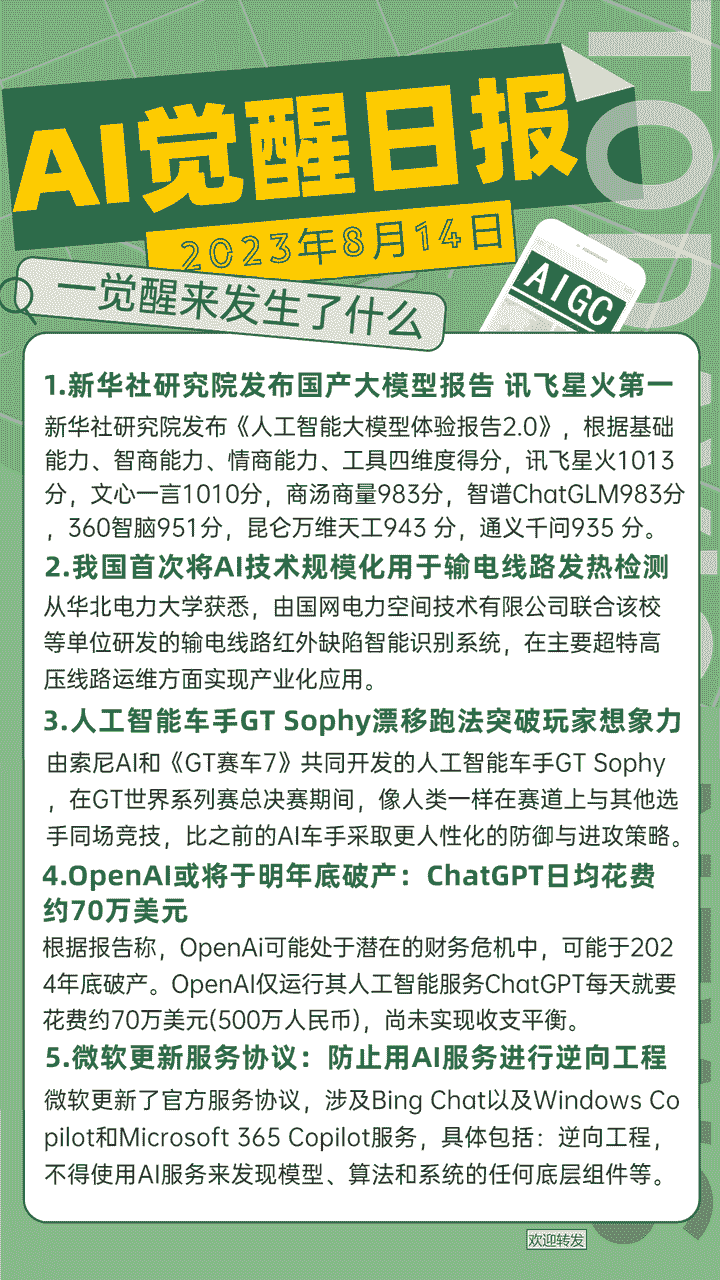 AI觉醒日报
2023年8月14日
一觉醒来发生了什么
AIGC
1.新华社研究院发布国产大模型报告 讯飞星火第一
新华社研究院发布《人工智能大模型体验报告2.0》，根据基础
能力、智商能力、情商能力、工具四维度得分，讯飞星火1013
分，文心一言1010分，商汤商量983分，智谱ChatGLM983分
，360智脑951分，昆仑万维天工943 分，通义千问935 分。
2.我国首次将AI技术规模化用于输电线路发热检测
从华北电力大学获悉，由国网电力空间技术有限公司联合该校
等单位研发的输电线路红外缺陷智能识别系统，在主要超特高
压线路运维方面实现产业化应用。
3.人工智能车手GT Sophy漂移跑法突破玩家想象力
由索尼AI和《GT赛车7》共同开发的人工智能车手GT Sophy
，在GT世界系列赛总决赛期间，像人类一样在赛道上与其他选
手同场竞技，比之前的AI车手采取更人性化的防御与进攻策略。
4.OpenAI或将于明年底破产：ChatGPT日均花费
约70万美元
根据报告称，OpenAi可能处于潜在的财务危机中，可能于202
4年底破产。OpenAI仅运行其人工智能服务ChatGPT每天就要
花费约70万美元(500万人民币)，尚未实现收支平衡。
5.微软更新服务协议：防止用AI服务进行逆向工程
微软更新了官方服务协议，涉及Bing Chat以及Windows Co
pilot和Microsoft 365 Copilot服务，具体包括：逆向工程，
不得使用AI服务来发现模型、算法和系统的任何底层组件等。
欢迎转发